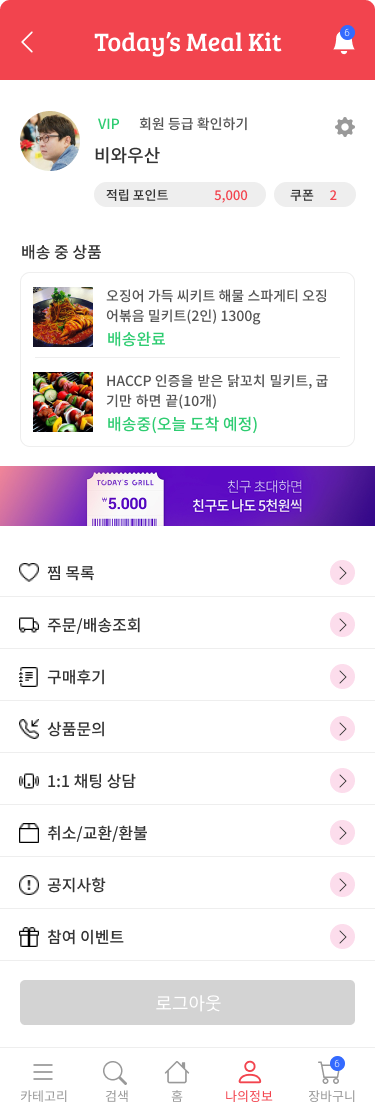 Today's Meal Kit
6
VIP 회원 등급 확인하기
비와우산
적립 포인트 5,000 쿠폰 2
배송 중 상품
오징어 가득 씨키트 해물 스파게티 오징
어볶음 밀키트(2인) 1300g
배송완료
HACCP 인증을 받은 닭꼬치 밀키트, 굽
기만 하면 끝(10개)
배송중(오늘 도착 예정)
TODAY'S GRILL
₩5.000
친구 초대하면
친구도 나도 5천원씩
찜 목록
주문/배송조회
구매후기
상품문의
1:1 채팅 상담
취소/교환/환불
공지사항
참여 이벤트
로그아웃
6
카테고리 검색 홈 나의정보 장바구니